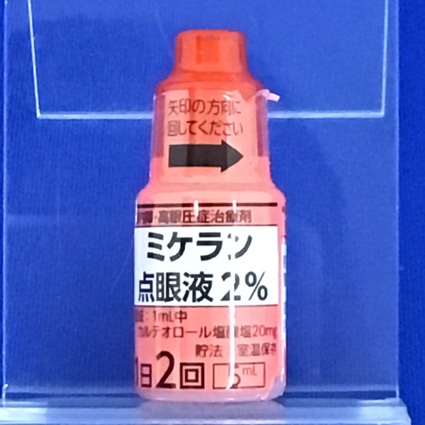 矢印の方向に
回してください
・高眼圧症治療剤
ミケラン
点眼液2%
:1mL中
カルテオロール塩酸塩20mg
貯法 室温保存
1日2回 5mL